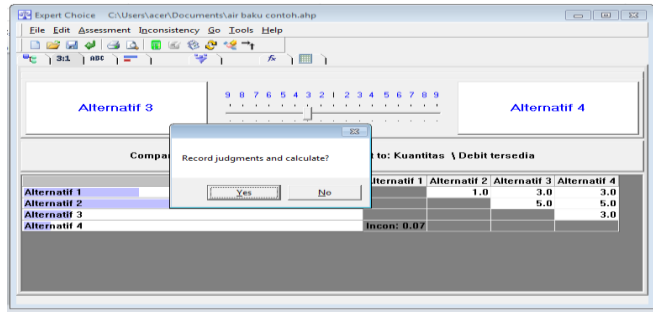 Expert Choice C:\Users\acer\Documents\air baku contoh.ahp
File Edit Assessment Inconsistency Go Tools Help
3:1 ABC fx
9 8 7 6 5 4 3 2 1 2 3 4 5 6 7 8 9
Alternatif 3 Alternatif 4
Record judgments and calculate?
Compa t to: Kuantitas \ Debit tersedia
Yes No
Alternatif 1 Alternatif 2 Alternatif 3 Alternatif 4
Alternatif 1 1.0 3.0 3.0
Alternatif 2 5.0 5.0
Alternatif 3 3.0
Alternatif 4 Incon: 0.07